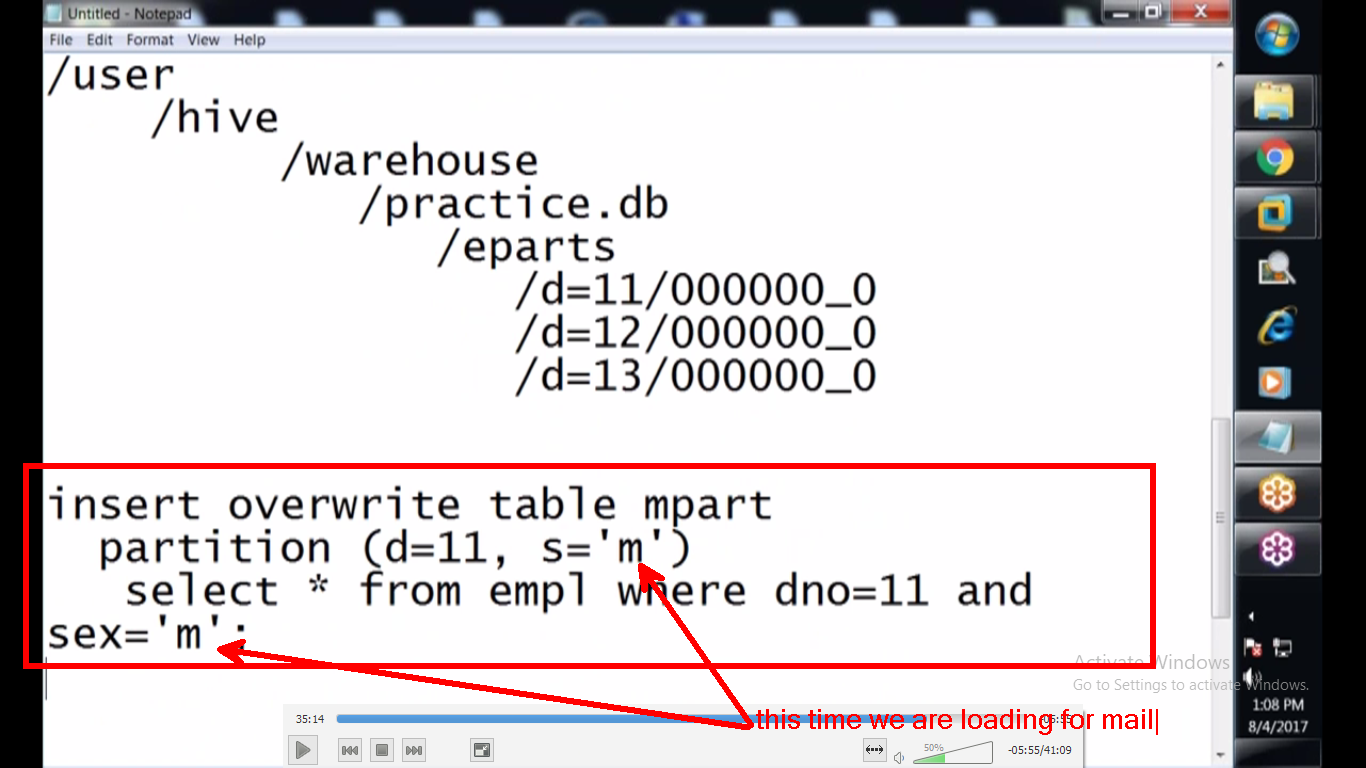 Untitled - Notepad
File Edit Format View Help
/user
/hive
/warehouse
/practice.db
/eparts
/d=11/000000_0
/d=12/000000_0
/d=13/000000_0
insert overwrite table mpart
partition (d=11, s='m')
select * from empl where dno=11 and
sex='m';
Activate Windows
Go to Settings to activate Windows.
this time we are loading for mail
35:14
50%
-05:55/41:09
1:08 PM
8/4/2017